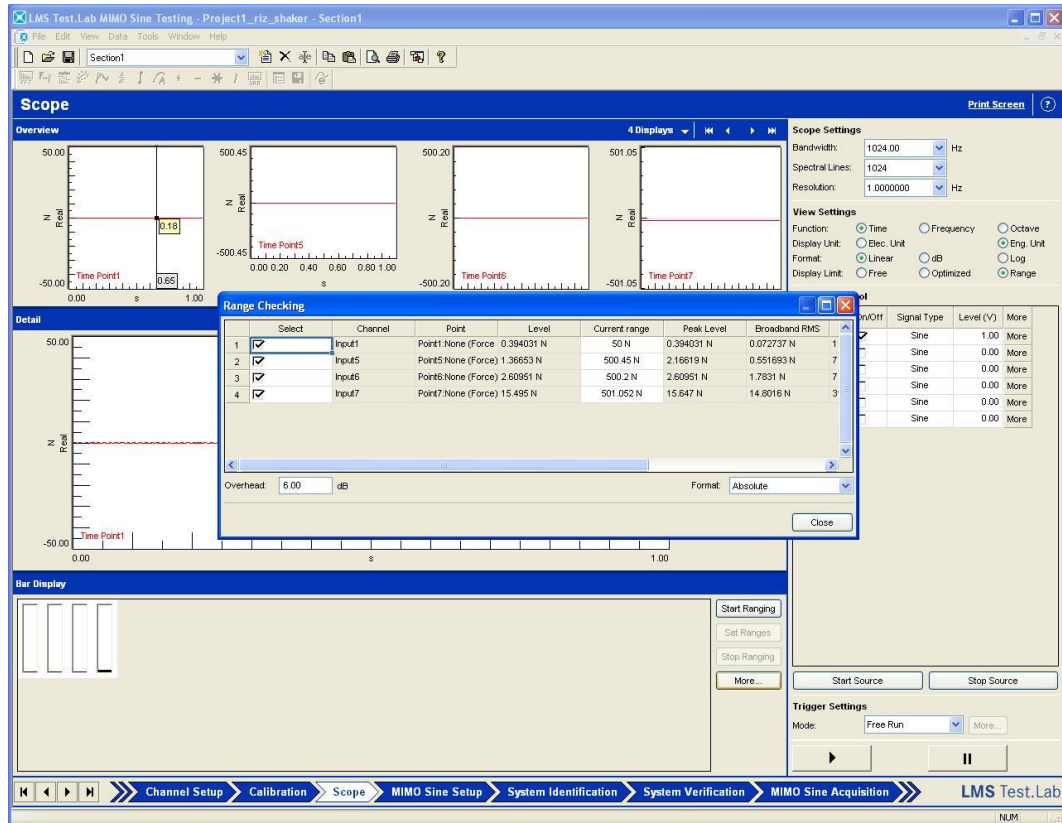 LMS Test.Lab MIMO Sine Testing - Project1_riz_shaker - Section1
File Edit View Data Tools Window Help
Section1
Scope
Print Screen
Overview
4 Displays
50.00
N
Real
0.18
Time Point1
0.65
-50.00
0.00 s 1.00
500.45
N
Real
-500.45
Time Point5
0.00 0.20 0.40 0.60 0.80 1.00
s
500.20
N
Real
Time Point6
-500.20
501.05
N
Real
Time Point7
-501.05
Scope Settings
Bandwidth: 1024.00 Hz
Spectral Lines: 1024
Resolution: 1.0000000 Hz
View Settings
Function: Time Frequency Octave
Display Unit: Elec. Unit Eng. Unit
Format: Linear dB Log
Display Limit: Free Optimized Range
On/Off Signal Type Level (V) More
Sine 1.00 More
Sine 0.00 More
Sine 0.00 More
Sine 0.00 More
Sine 0.00 More
Sine 0.00 More
Range Checking
Select Channel Point Level Current range Peak Level Broadband RMS
1 Input1 Point1:None (Force 0.394031 N 50 N 0.394031 N 0.072737 N 1
2 Input5 Point5:None (Force) 1.36653 N 500.45 N 2.16619 N 0.551693 N 7
3 Input6 Point6:None (Force) 2.60951 N 500.2 N 2.60951 N 1.7831 N 7
4 Input7 Point7:None (Force) 15.495 N 501.052 N 15.647 N 14.8016 N 3
Overhead: 6.00 dB
Format: Absolute
Close
Detail
50.00
N
Real
Time Point1
-50.00
0.00 s 1.00
Bar Display
Start Ranging
Set Ranges
Stop Ranging
More...
Start Source Stop Source
Trigger Settings
Mode: Free Run More...
Channel Setup Calibration Scope MIMO Sine Setup System Identification System Verification MIMO Sine Acquisition
LMS Test.Lab
NUM